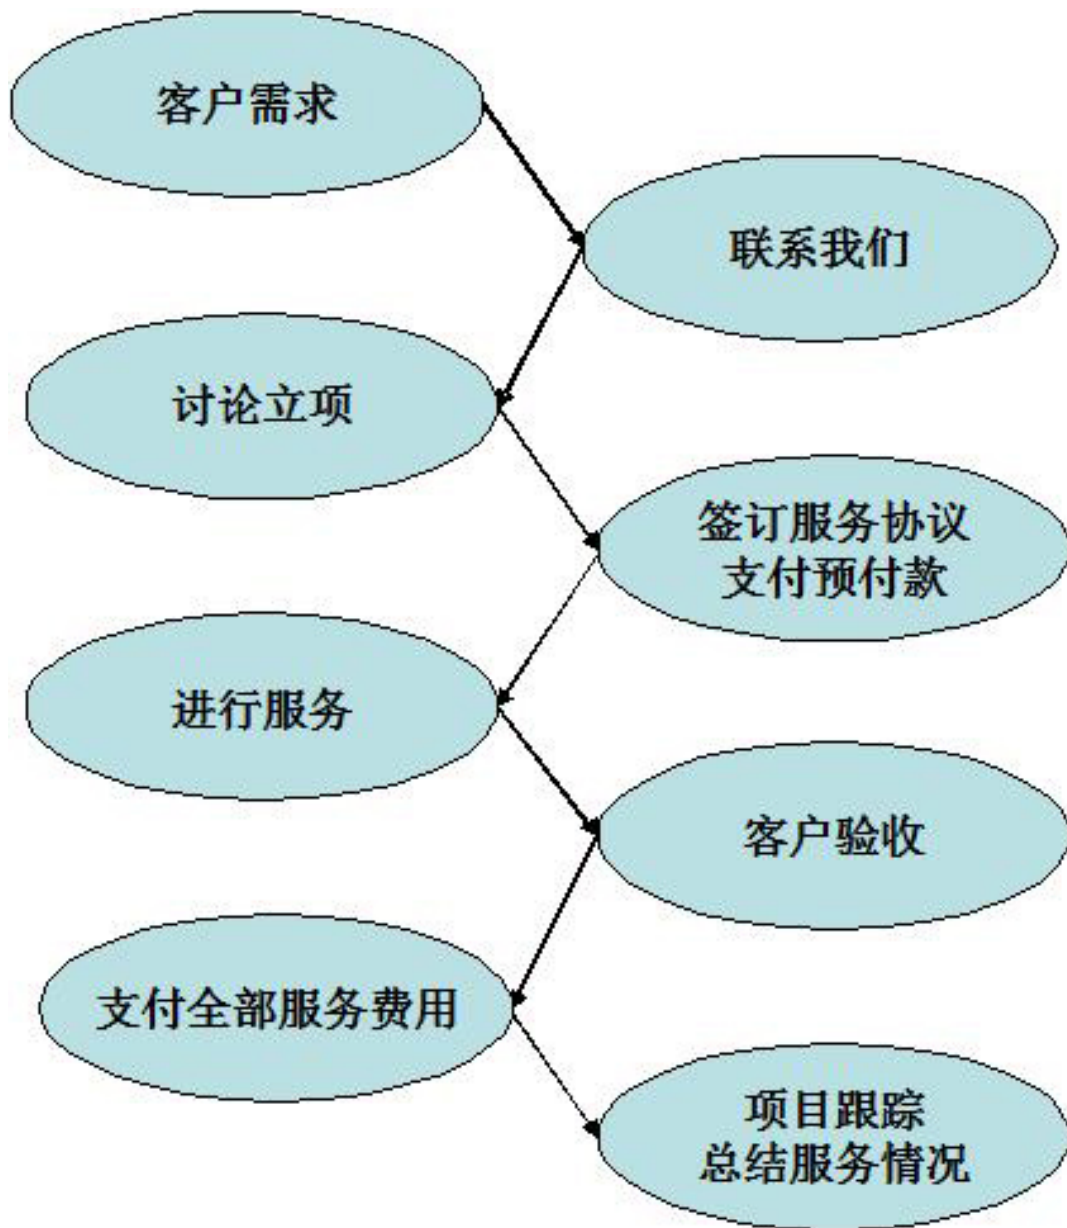 客户需求
联系我们
讨论立项
签订服务协议
支付预付款
进行服务
客户验收
支付全部服务费用
项目跟踪
总结服务情况